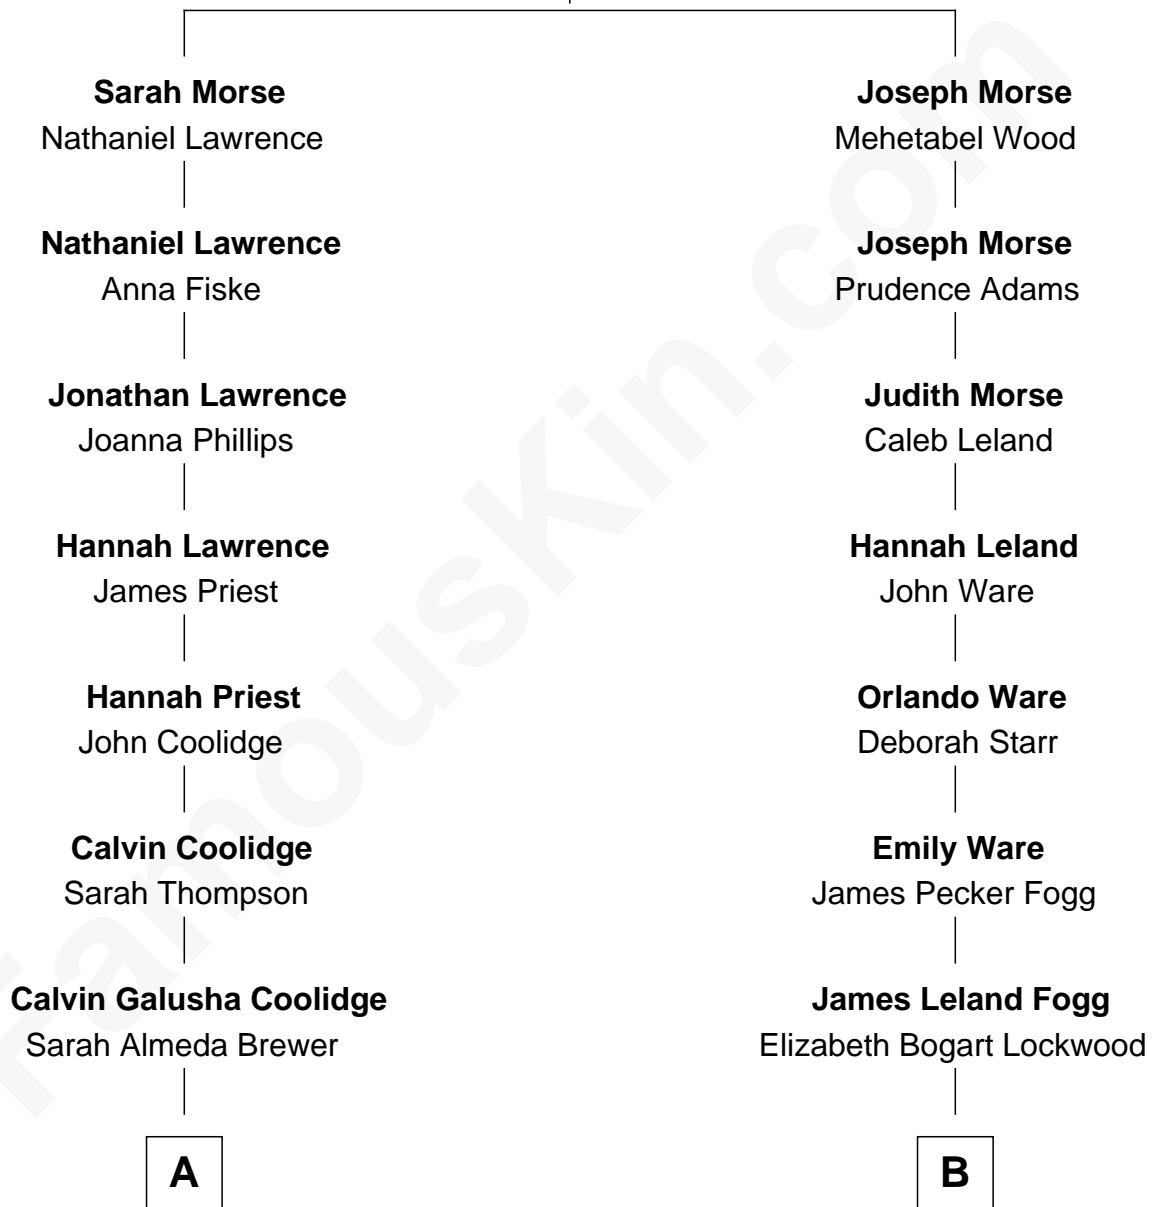 Sarah Morse
Nathaniel Lawrence
Joseph Morse
Mehetabel Wood
Nathaniel Lawrence
Anna Fiske
Joseph Morse
Prudence Adams
Jonathan Lawrence
Joanna Phillips
Judith Morse
Caleb Leland
Hannah Lawrence
James Priest
Hannah Leland
John Ware
Hannah Priest
John Coolidge
Orlando Ware
Deborah Starr
Calvin Coolidge
Sarah Thompson
Emily Ware
James Pecker Fogg
Calvin Galusha Coolidge
Sarah Almeda Brewer
James Leland Fogg
Elizabeth Bogart Lockwood
A
B
FamousKin.com